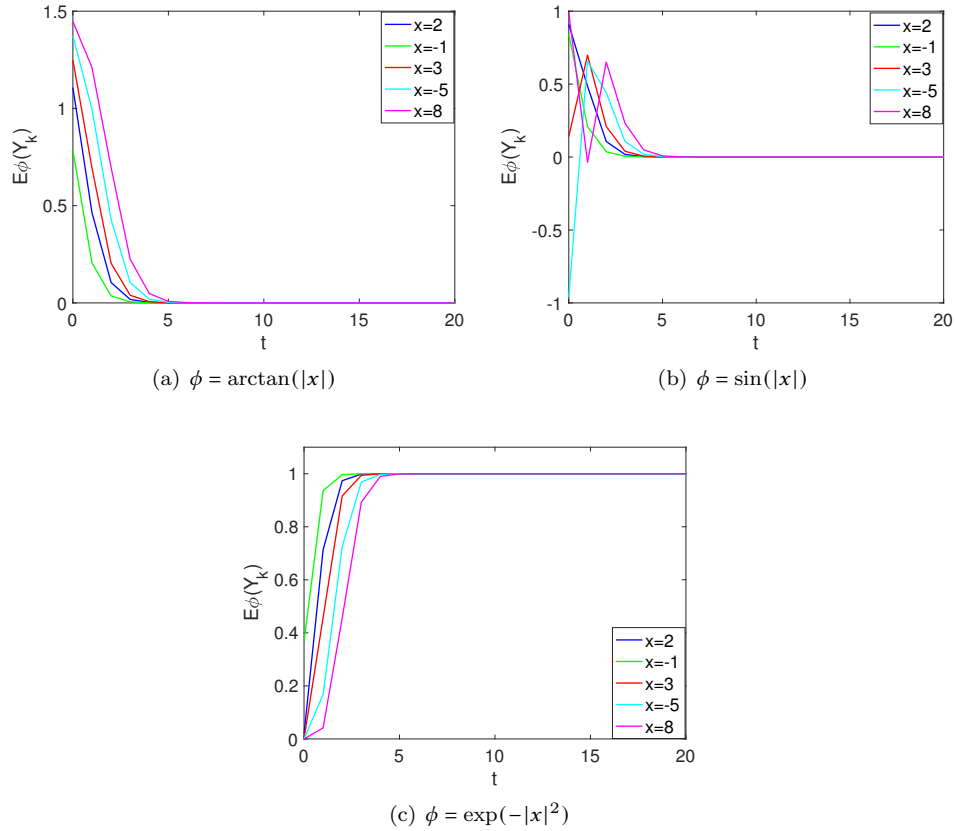 1.5
1
0.5
0
Eϕ(Y_k)
0 5 10 15 20
t
x=2
x=-1
x=3
x=-5
x=8
(a) ϕ = arctan(|x|)
1
0.5
0
-0.5
-1
Eϕ(Y_k)
0 5 10 15 20
t
x=2
x=-1
x=3
x=-5
x=8
(b) ϕ = sin(|x|)
1
0.8
0.6
0.4
0.2
0
Eϕ(Y_k)
0 5 10 15 20
t
x=2
x=-1
x=3
x=-5
x=8
(c) ϕ = exp(-|x|²)